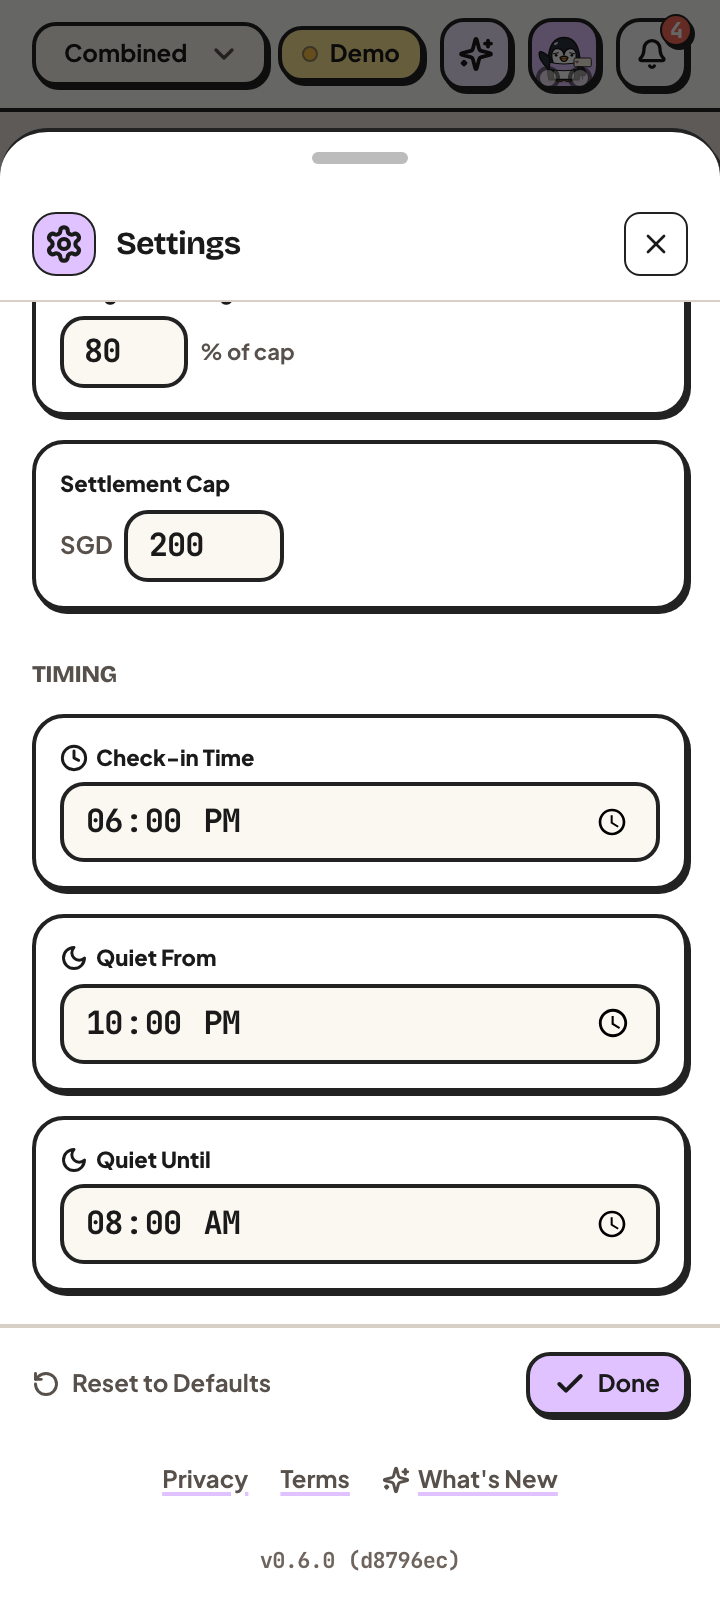 Combined
Demo
4
Settings
80 % of cap
Settlement Cap
SGD 200
TIMING
Check-in Time
06:00 PM
Quiet From
10:00 PM
Quiet Until
08:00 AM
Reset to Defaults
Done
Privacy Terms What's New
v0.6.0 (d8796ec)